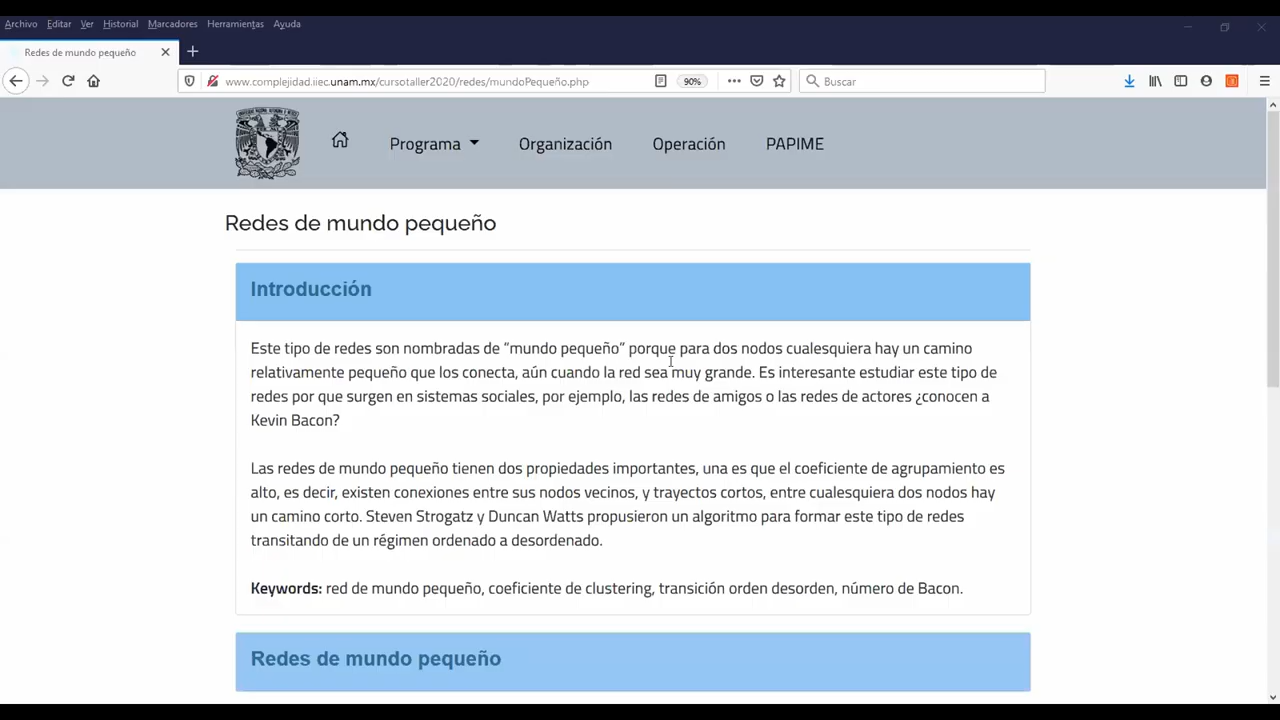 Archivo Editar Ver Historial Marcadores Herramientas Ayuda
Redes de mundo pequeño
www.complejidad.iiec.unam.mx/cursotaller2020/redes/mundoPequeño.php
90%
Buscar
Programa Organización Operación PAPIME
Redes de mundo pequeño
Introducción
Este tipo de redes son nombradas de “mundo pequeño” porque para dos nodos cualesquiera hay un camino
relativamente pequeño que los conecta, aún cuando la red sea muy grande. Es interesante estudiar este tipo de
redes por que surgen en sistemas sociales, por ejemplo, las redes de amigos o las redes de actores ¿conocen a
Kevin Bacon?
Las redes de mundo pequeño tienen dos propiedades importantes, una es que el coeficiente de agrupamiento es
alto, es decir, existen conexiones entre sus nodos vecinos, y trayectos cortos, entre cualesquiera dos nodos hay
un camino corto. Steven Strogatz y Duncan Watts propusieron un algoritmo para formar este tipo de redes
transitando de un régimen ordenado a desordenado.
Keywords: red de mundo pequeño, coeficiente de clustering, transición orden desorden, número de Bacon.
Redes de mundo pequeño